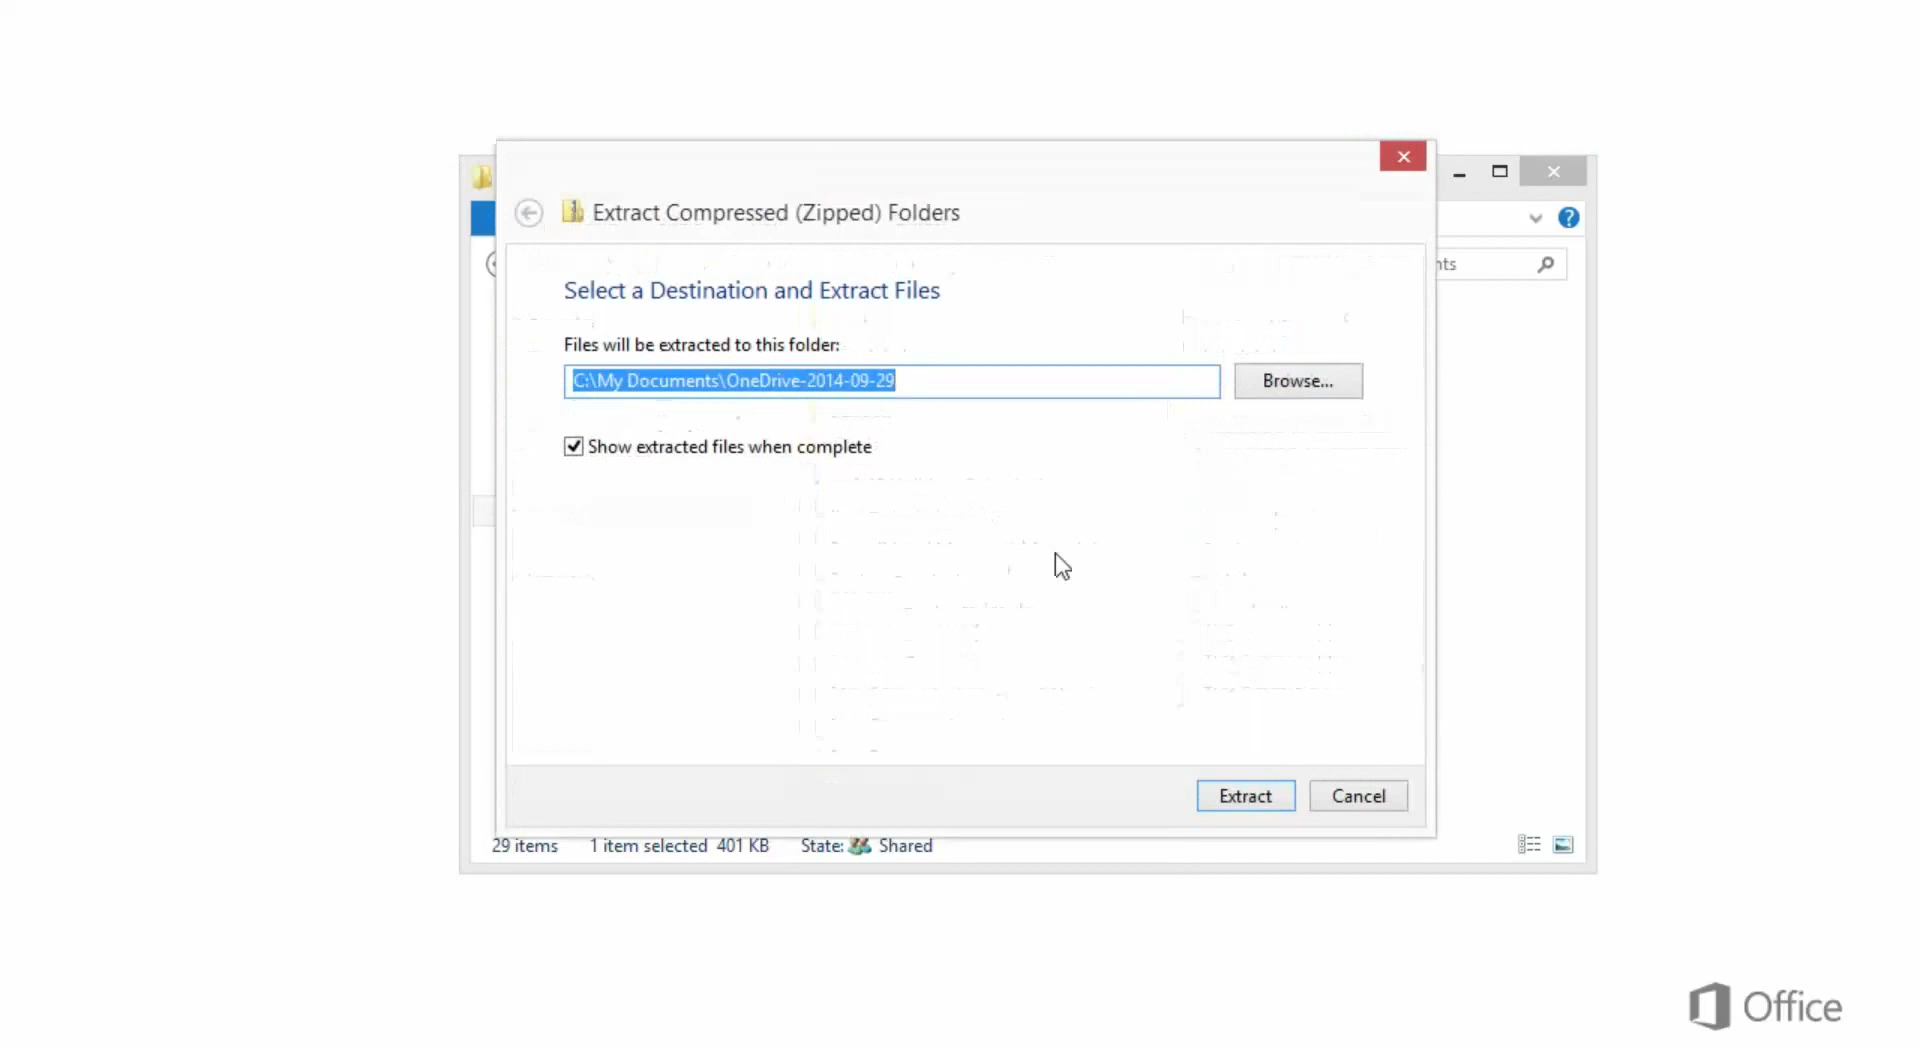 Extract Compressed (Zipped) Folders
Select a Destination and Extract Files
Files will be extracted to this folder:
C:\My Documents\OneDrive-2014-09-29
Browse...
Show extracted files when complete
Extract
Cancel
29 items 1 item selected 401 KB State: Shared
Office